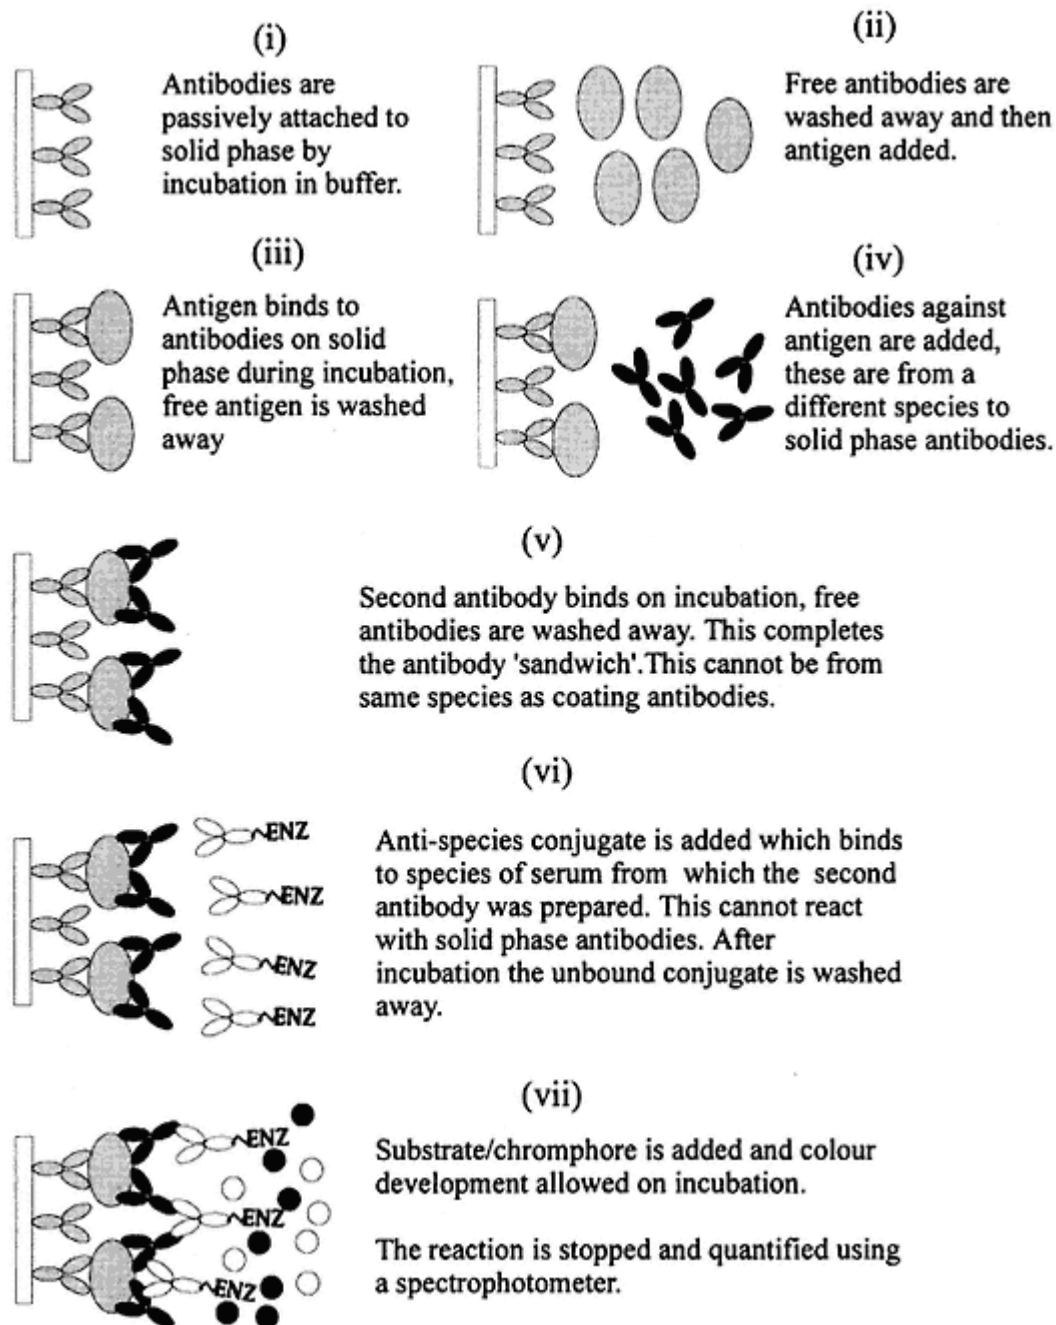 (i)
Antibodies are
passively attached to
solid phase by
incubation in buffer.
(ii)
Free antibodies are
washed away and then
antigen added.
(iii)
Antigen binds to
antibodies on solid
phase during incubation,
free antigen is washed
away
(iv)
Antibodies against
antigen are added,
these are from a
different species to
solid phase antibodies.
(v)
Second antibody binds on incubation, free
antibodies are washed away. This completes
the antibody 'sandwich'.This cannot be from
same species as coating antibodies.
(vi)
ENZ
ENZ
ENZ
ENZ
Anti-species conjugate is added which binds
to species of serum from which the second
antibody was prepared. This cannot react
with solid phase antibodies. After
incubation the unbound conjugate is washed
away.
(vii)
ENZ
ENZ
ENZ
Substrate/chromphore is added and colour
development allowed on incubation.
The reaction is stopped and quantified using
a spectrophotometer.